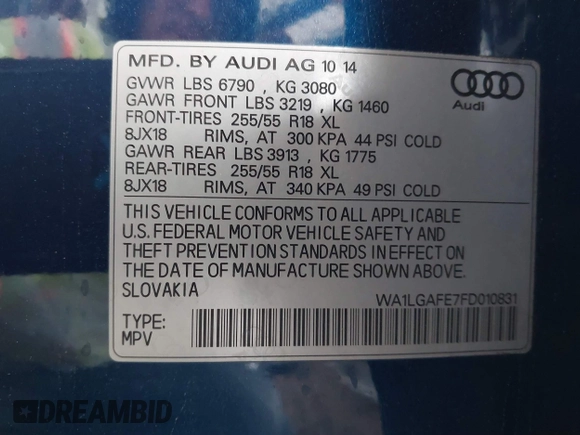 MFD. BY AUDI AG 10 14
GVWR LBS 6790 , KG 3080
GAWR FRONT LBS 3219 , KG 1460
FRONT-TIRES 255/55 R18 XL
8JX18 RIMS, AT 300 KPA 44 PSI COLD
GAWR REAR LBS 3913 , KG 1775
REAR-TIRES 255/55 R18 XL
8JX18 RIMS, AT 340 KPA 49 PSI COLD
Audi
THIS VEHICLE CONFORMS TO ALL APPLICABLE
U.S. FEDERAL MOTOR VEHICLE SAFETY AND
THEFT PREVENTION STANDARDS IN EFFECT ON
THE DATE OF MANUFACTURE SHOWN ABOVE.
SLOVAKIA WA1LGAFE7FD010831
TYPE:
MPV
DREAMBID